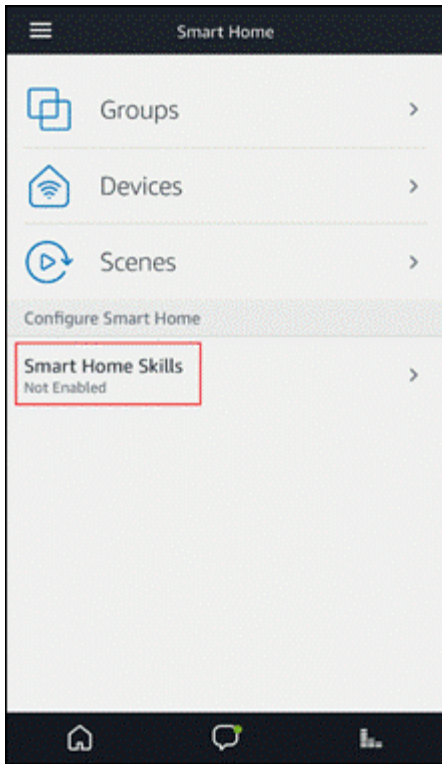 Smart Home
Groups
Devices
Scenes
Configure Smart Home
Smart Home Skills
Not Enabled